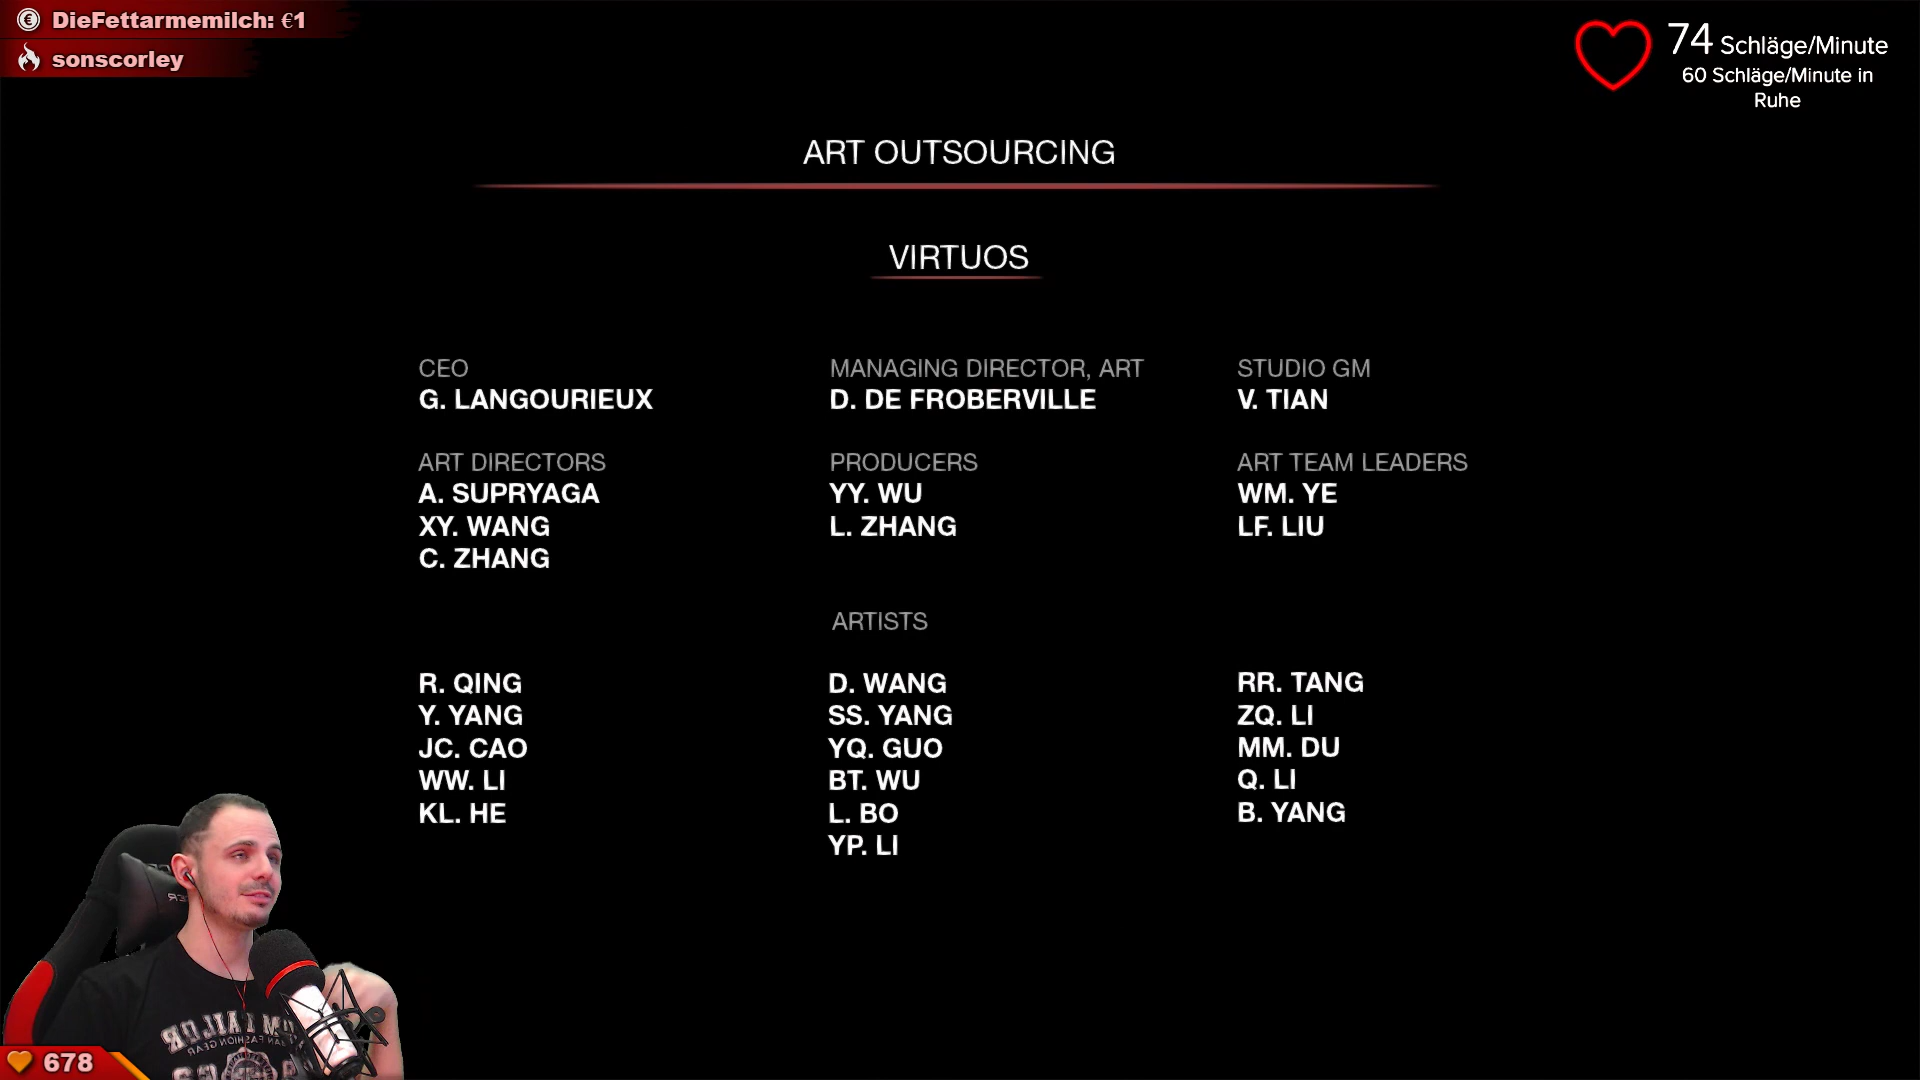 DieFettarmemilch: €1
sonscorley
74 Schläge/Minute
60 Schläge/Minute in
Ruhe
ART OUTSOURCING
VIRTUOS
CEO
G. LANGOURIEUX
MANAGING DIRECTOR, ART
D. DE FROBERVILLE
STUDIO GM
V. TIAN
ART DIRECTORS
A. SUPRYAGA
XY. WANG
C. ZHANG
PRODUCERS
YY. WU
L. ZHANG
ART TEAM LEADERS
WM. YE
LF. LIU
ARTISTS
R. QING
Y. YANG
JC. CAO
WW. LI
KL. HE
D. WANG
SS. YANG
YQ. GUO
BT. WU
L. BO
YP. LI
RR. TANG
ZQ. LI
MM. DU
Q. LI
B. YANG
678